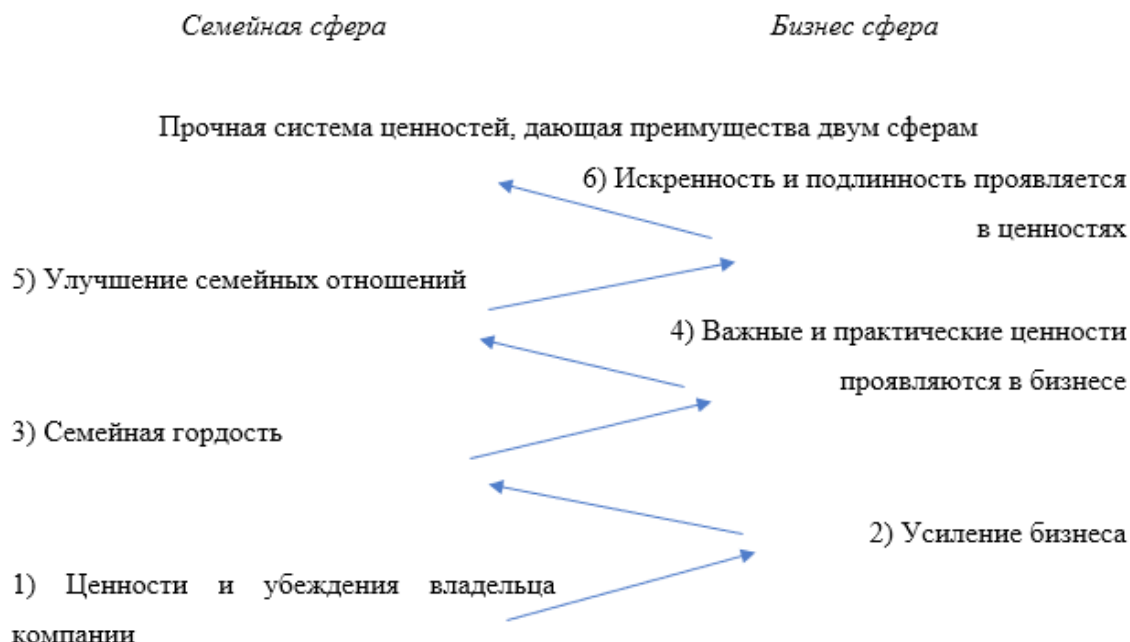 Семейная сфера
Бизнес сфера
Прочная система ценностей, дающая преимущества двум сферам
6) Искренность и подлинность проявляется
в ценностях
5) Улучшение семейных отношений
4) Важные и практические ценности
проявляются в бизнесе
3) Семейная гордость
2) Усиление бизнеса
1) Ценности и убеждения владельца
компании